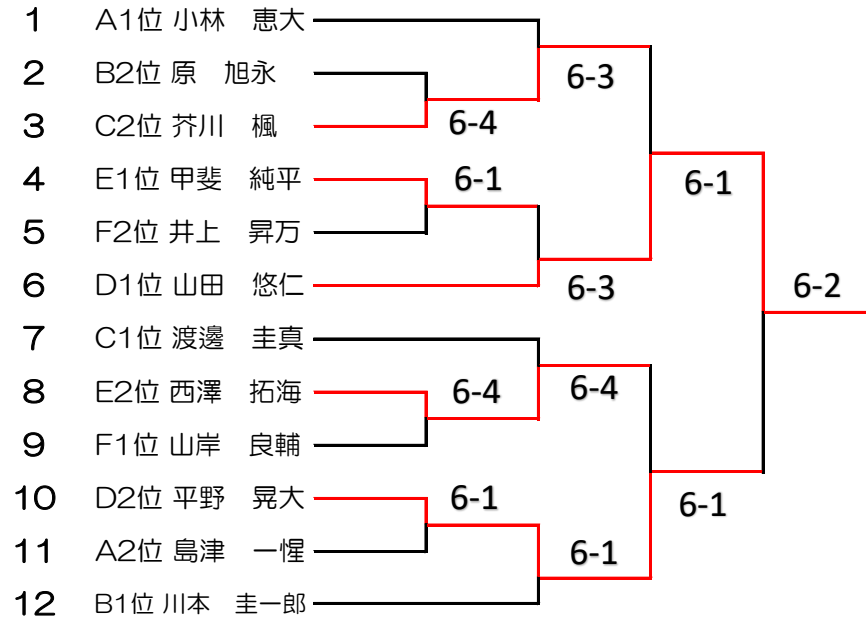 1 A1位 小林 恵大
6-3
2 B2位 原 旭永
3 C2位 芥川 楓
6-4
4 E1位 甲斐 純平
6-1
6-1
5 F2位 井上 昇万
6 D1位 山田 悠仁
6-3
6-2
7 C1位 渡邊 圭真
8 E2位 西澤 拓海
6-4
6-4
9 F1位 山岸 良輔
10 D2位 平野 晃大
6-1
6-1
11 A2位 島津 一惺
6-1
12 B1位 川本 圭一郎